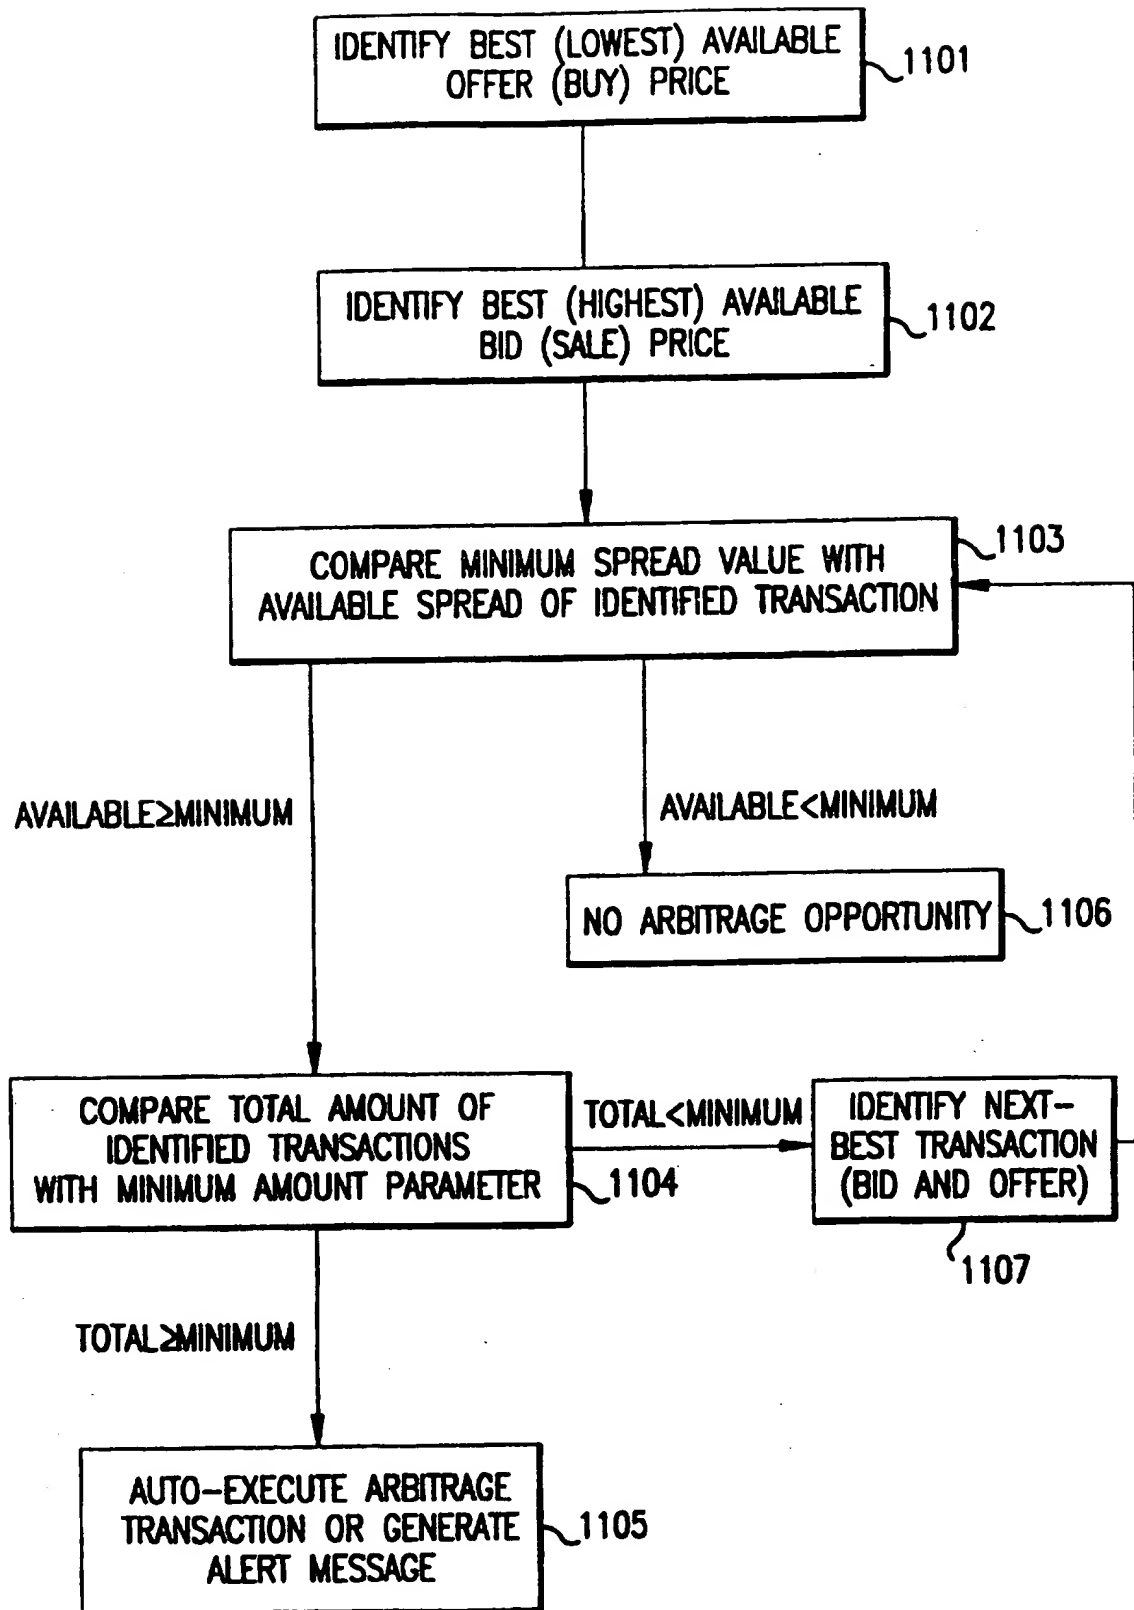 IDENTIFY BEST (LOWEST) AVAILABLE
OFFER (BUY) PRICE
1101
IDENTIFY BEST (HIGHEST) AVAILABLE
BID (SALE) PRICE
1102
COMPARE MINIMUM SPREAD VALUE WITH
AVAILABLE SPREAD OF IDENTIFIED TRANSACTION
1103
AVAILABLE≥MINIMUM
AVAILABLE<MINIMUM
NO ARBITRAGE OPPORTUNITY
1106
COMPARE TOTAL AMOUNT OF
IDENTIFIED TRANSACTIONS
WITH MINIMUM AMOUNT PARAMETER
1104
TOTAL<MINIMUM
IDENTIFY NEXT-
BEST TRANSACTION
(BID AND OFFER)
1107
TOTAL≥MINIMUM
AUTO-EXECUTE ARBITRAGE
TRANSACTION OR GENERATE
ALERT MESSAGE
1105